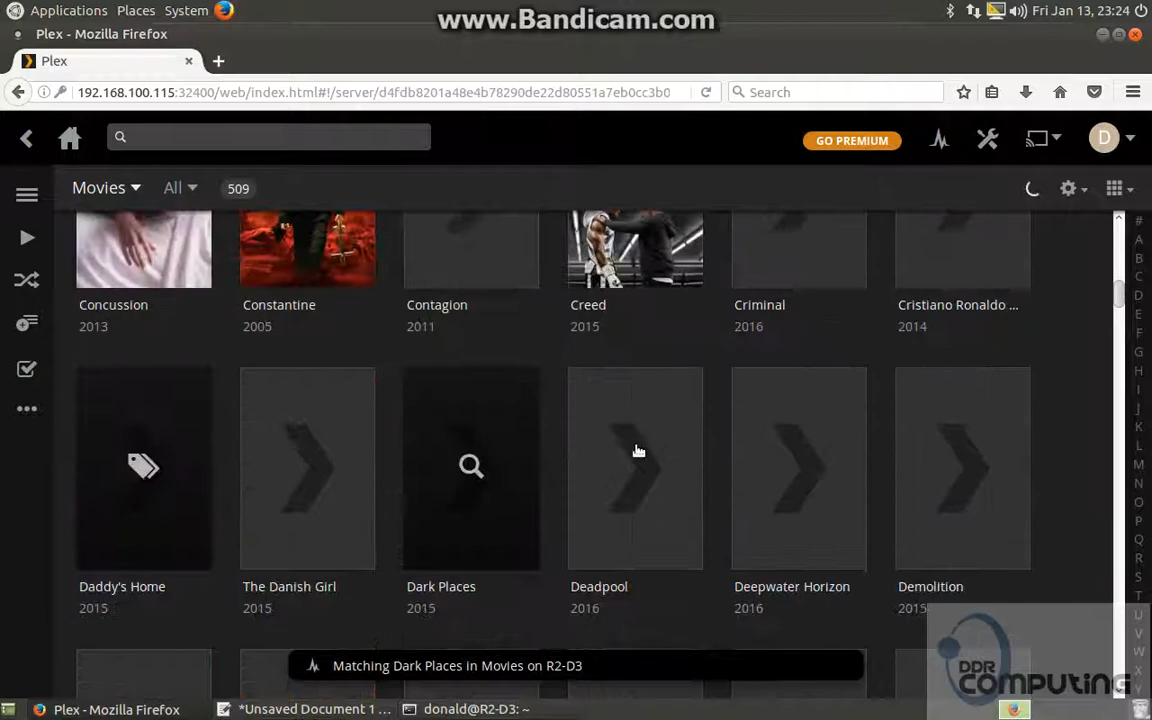 www.Bandicam.com
Applications Places System
Fri Jan 13, 23:24
Plex - Mozilla Firefox
Plex
192.168.100.115:32400/web/index.html#!/server/d4fdb8201a48e4b78290de22d80551a7eb0cc3b0
Search
GO PREMIUM
D
Movies
All
509
Concussion
2013
Constantine
2005
Contagion
2011
Creed
2015
Criminal
2016
Cristiano Ronaldo ...
2014
Daddy's Home
2015
The Danish Girl
2015
Dark Places
2015
Deadpool
2016
Deepwater Horizon
2016
Demolition
2015
#
A
B
C
D
E
F
G
H
I
J
K
L
M
N
O
P
Q
R
S
T
U
V
W
X
Matching Dark Places in Movies on R2-D3
DDR
COMPUTING
Plex - Mozilla Firefox
*Unsaved Document 1 ...
donald@R2-D3: ~